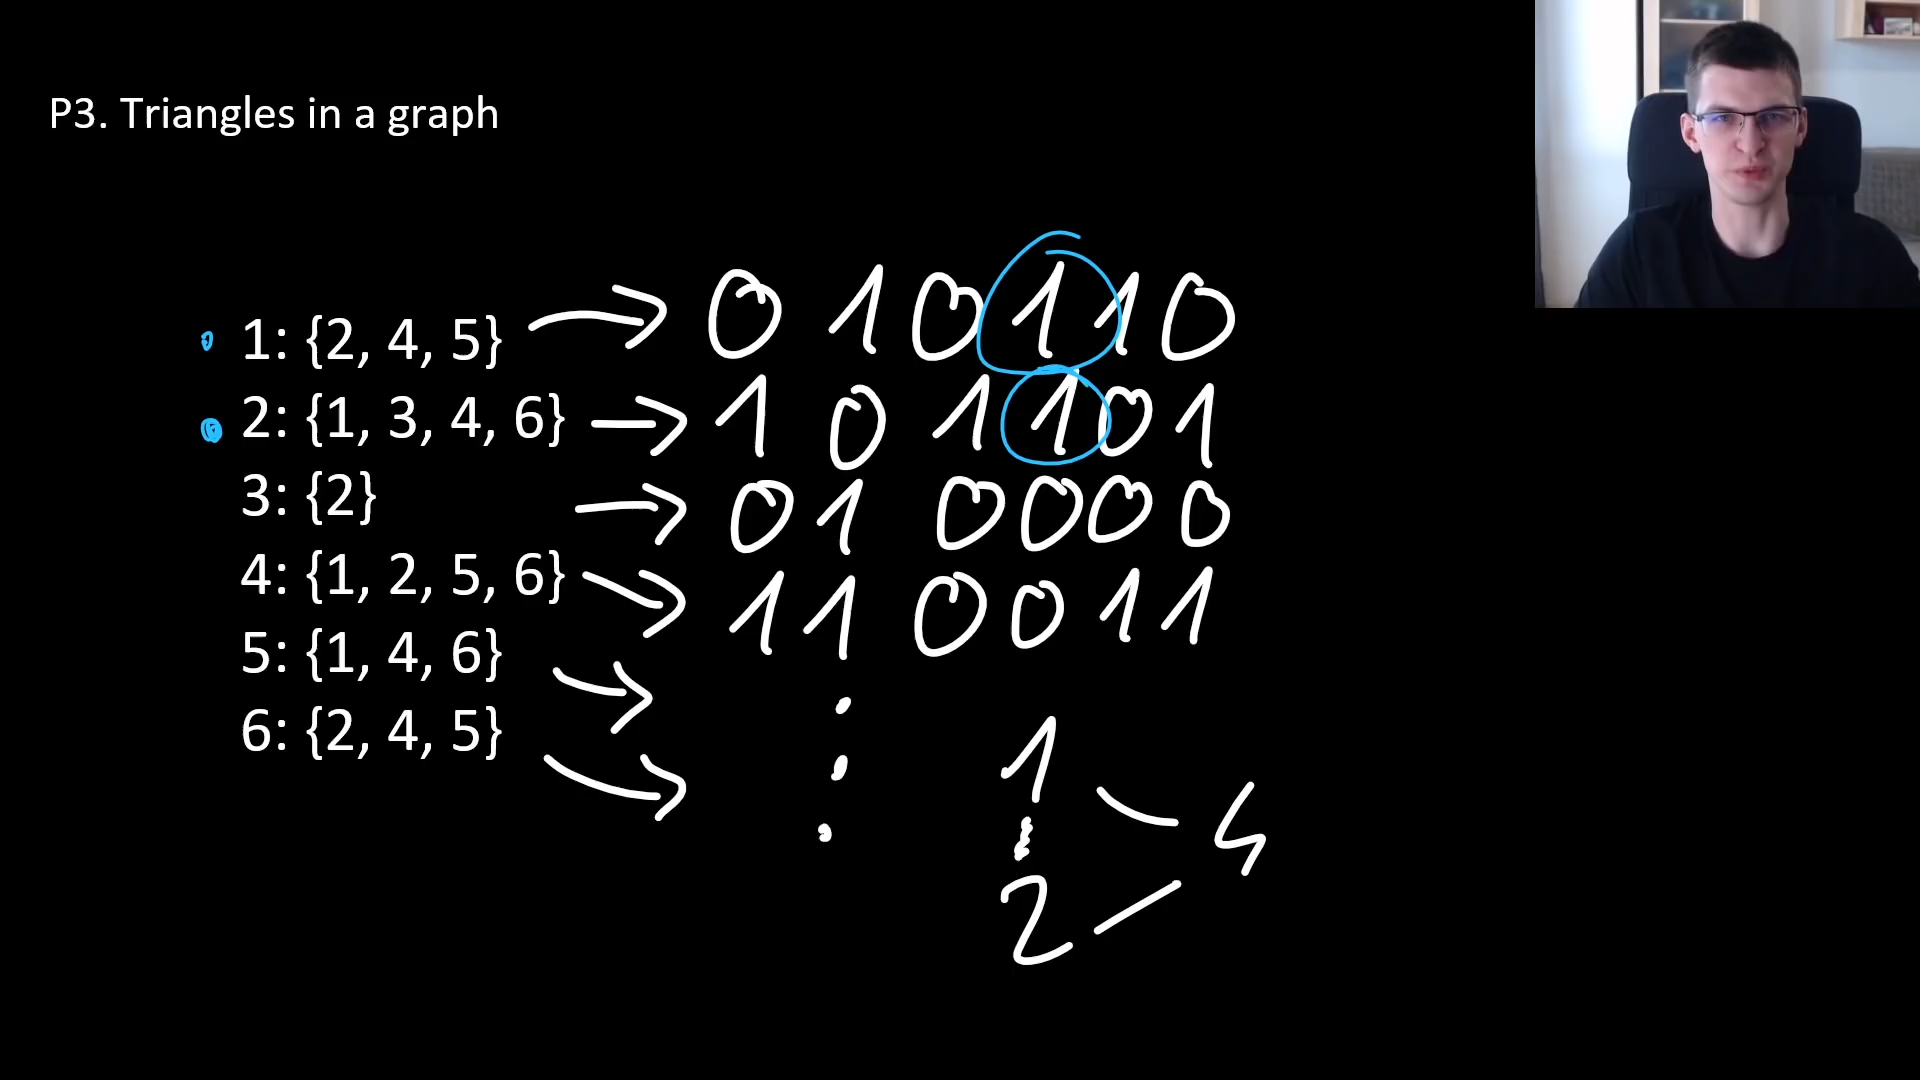 P3. Triangles in a graph
1: {2, 4, 5} → 0 1 0 1 1 0
2: {1, 3, 4, 6} → 1 0 1 1 0 1
3: {2} → 0 1 0 0 0 0
4: {1, 2, 5, 6} → 1 1 0 0 1 1
5: {1, 4, 6} →
6: {2, 4, 5} →
1
4
2